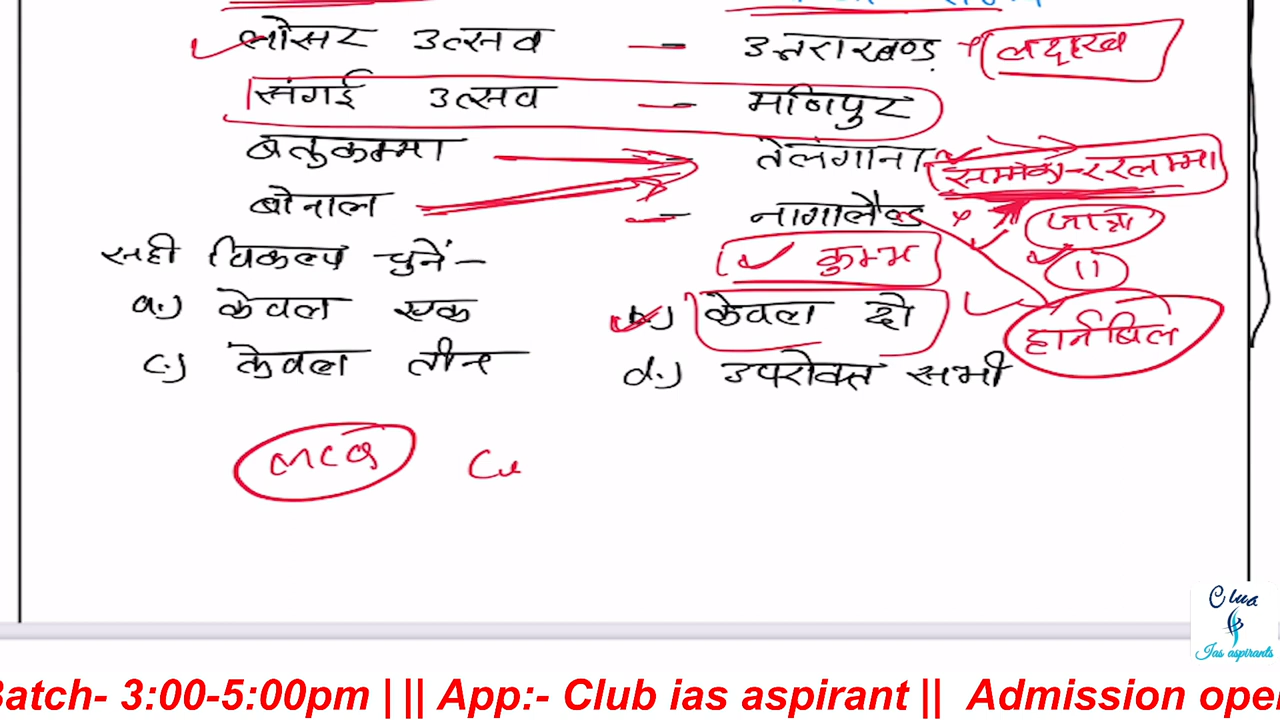 लोसर उत्सव - उत्तराखण्ड लद्दाख
संगई उत्सव - मणिपुर
बतुकम्मा तेलंगाना सम्मक्का-सरलम्मा
बोनाल - नागालैण्ड जात्रा
सही विकल्प चुनें-
कुम्भ
11
a.) केवल एक b.) केवल दो
हार्नबिल
c.) केवल तीन d.) उपरोक्त सभी
MCQ
Club
Ias aspirants
Batch- 3:00-5:00pm | || App:- Club ias aspirant || Admission open